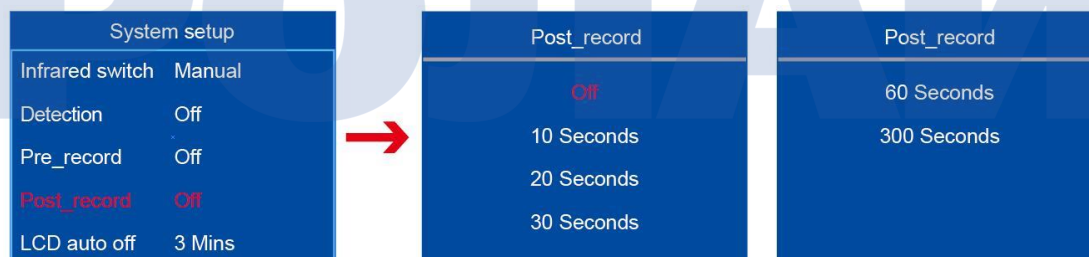 System setup
Infrared switch Manual
Detection Off
Pre_record Off
Post_record Off
LCD auto off 3 Mins
Post_record
Off
10 Seconds
20 Seconds
30 Seconds
Post_record
60 Seconds
300 Seconds